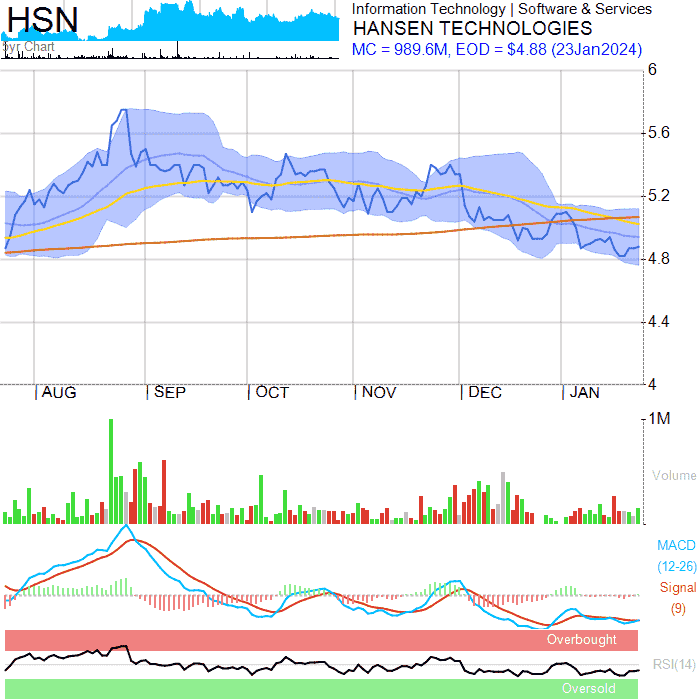 HSN
Information Technology | Software & Services
HANSEN TECHNOLOGIES
MC = 989.6M, EOD = $4.88 (23Jan2024)
5yr Chart
6
5.6
5.2
4.8
4.4
4
AUG SEP OCT NOV DEC JAN
1M
Volume
MACD
(12-26)
Signal
(9)
Overbought
RSI(14)
Oversold